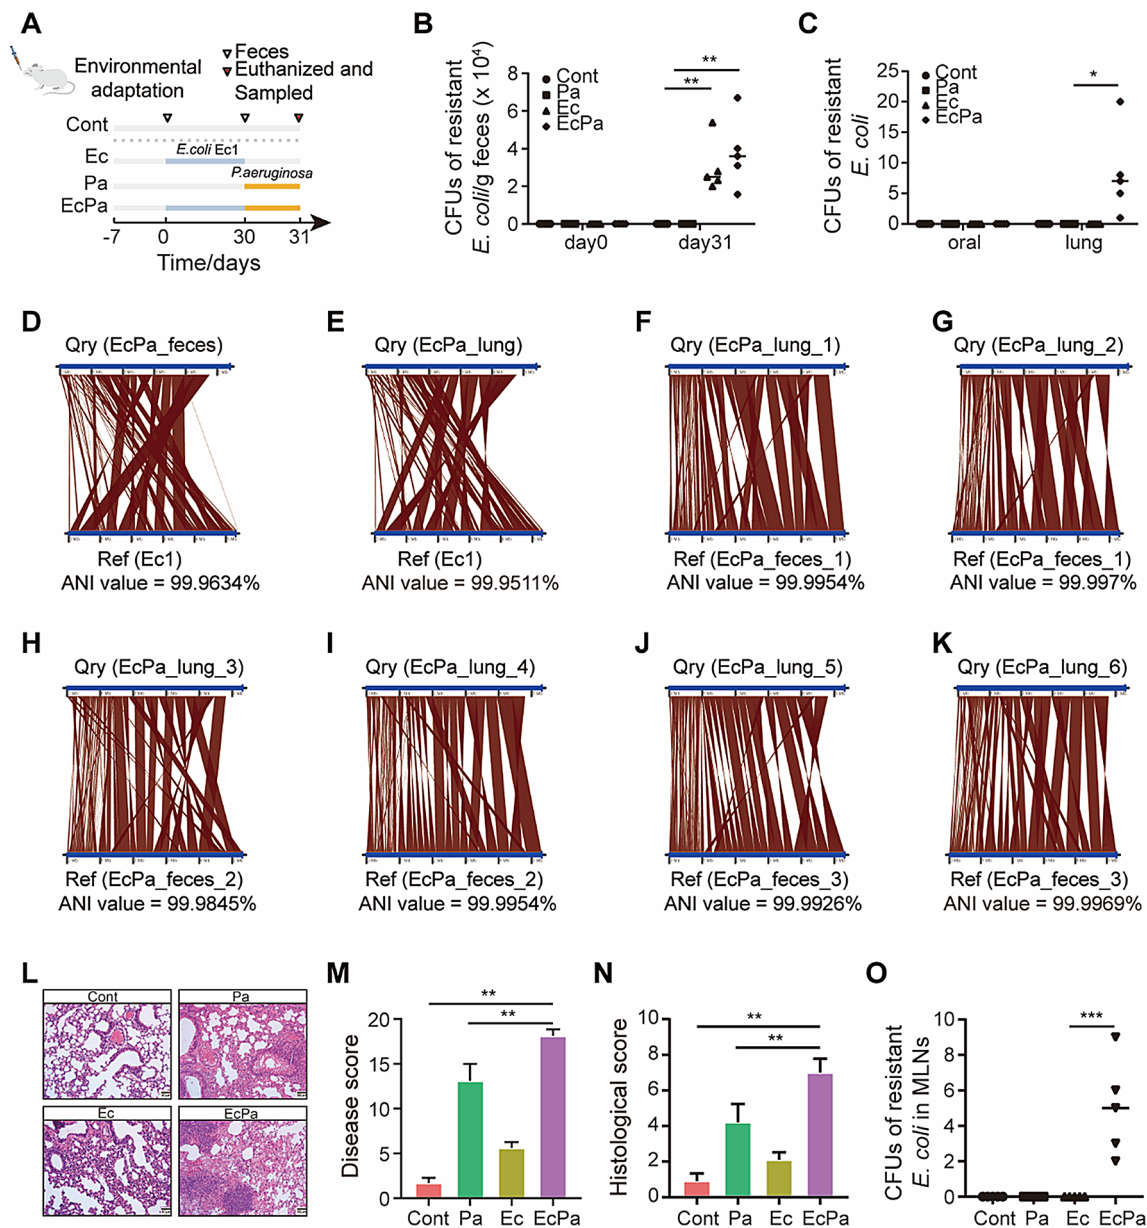 A
Feces
Euthanized and
Sampled
Environmental
adaptation
Cont
Ec
E.coli Ec1
Pa
P.aeruginosa
EcPa
-7 0 30 31
Time/days
B
CFUs of resistant
E. coli/g feces (x 10⁴)
8
6
4
2
0
Cont
Pa
Ec
EcPa
**
**
day0 day31
C
CFUs of resistant
E. coli
25
20
15
10
5
0
Cont
Pa
Ec
EcPa
*
oral lung
D
Qry (EcPa_feces)
Ref (Ec1)
ANI value = 99.9634%
E
Qry (EcPa_lung)
Ref (Ec1)
ANI value = 99.9511%
F
Qry (EcPa_lung_1)
Ref (EcPa_feces_1)
ANI value = 99.9954%
G
Qry (EcPa_lung_2)
Ref (EcPa_feces_1)
ANI value = 99.997%
H
Qry (EcPa_lung_3)
Ref (EcPa_feces_2)
ANI value = 99.9845%
I
Qry (EcPa_lung_4)
Ref (EcPa_feces_2)
ANI value = 99.9954%
J
Qry (EcPa_lung_5)
Ref (EcPa_feces_3)
ANI value = 99.9926%
K
Qry (EcPa_lung_6)
Ref (EcPa_feces_3)
ANI value = 99.9969%
L
Cont
Pa
Ec
EcPa
M
Disease score
20
15
10
5
0
**
**
Cont Pa Ec EcPa
N
Histological score
10
8
6
4
2
0
**
**
Cont Pa Ec EcPa
O
CFUs of resistant
E. coli in MLNs
10
8
6
4
2
0
***
Cont Pa Ec EcPa